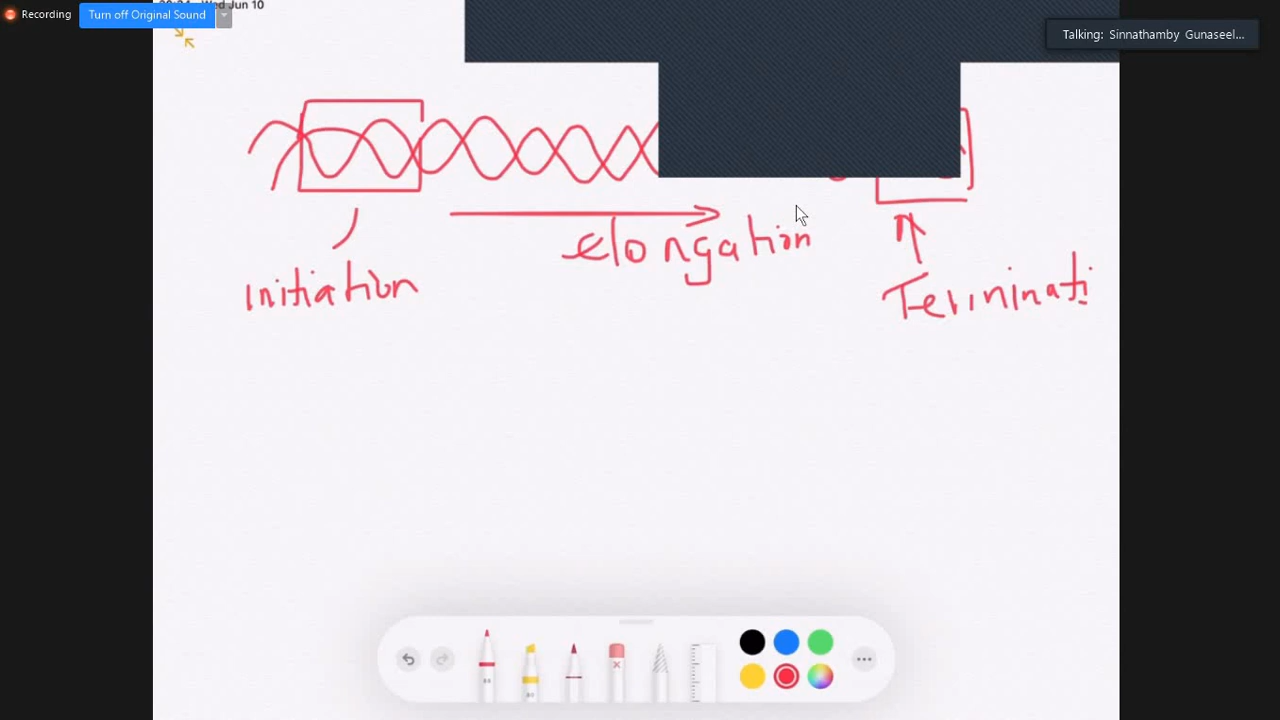 Recording
Turn off Original Sound
Wed Jun 10
Talking: Sinnathamby Gunaseel...
elongation
initiation
Terminati